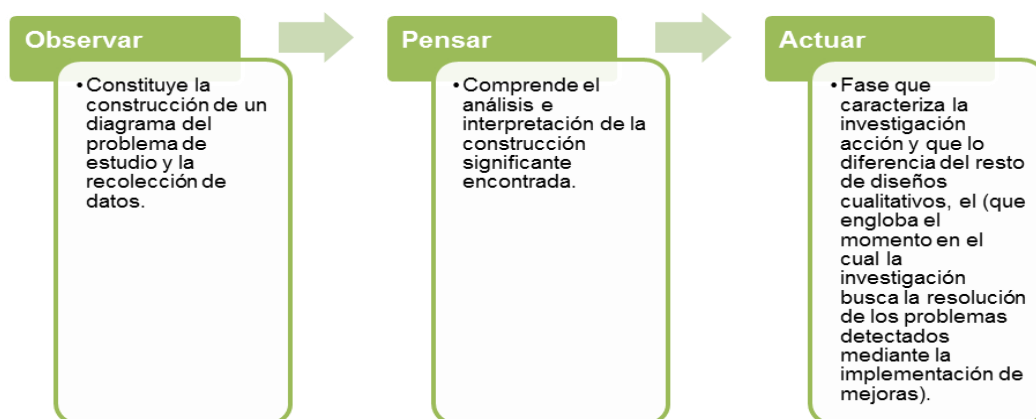 Observar
•Constituye la
construcción de un
diagrama del
problema de
estudio y la
recolección de
datos.
Pensar
•Comprende el
análisis e
interpretación de la
construcción
significante
encontrada.
Actuar
•Fase que
caracteriza la
investigación
acción y que lo
diferencia del resto
de diseños
cualitativos, el (que
engloba el
momento en el
cual la
investigación
busca la resolución
de los problemas
detectados
mediante la
implementación de
mejoras).